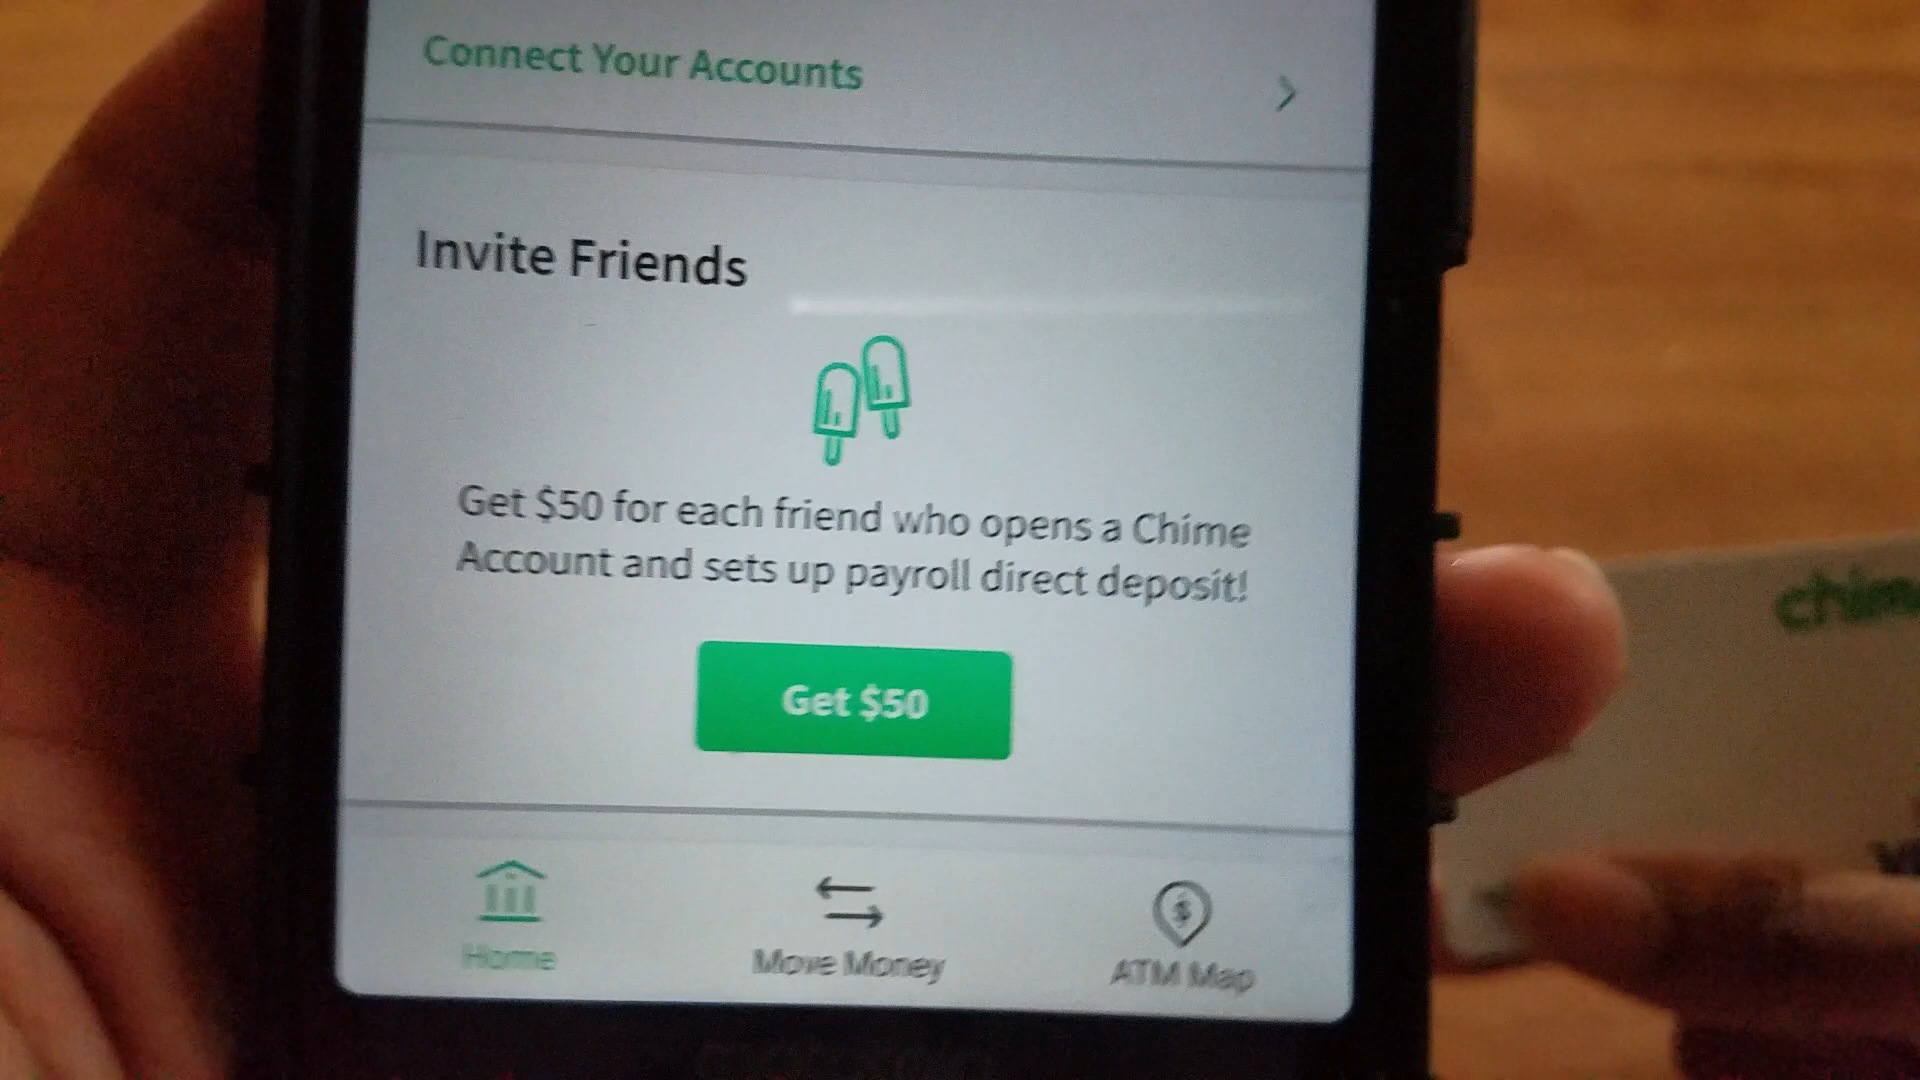 Connect Your Accounts
Invite Friends
Get $50 for each friend who opens a Chime
Account and sets up payroll direct deposit!
Get $50
chime
Home
Move Money
ATM Map